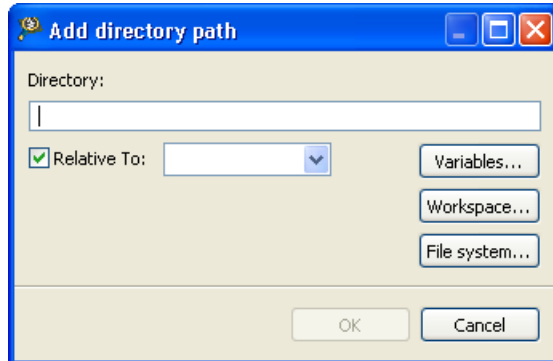 Add directory path
Directory:
Relative To:
Variables...
Workspace...
File system...
OK
Cancel